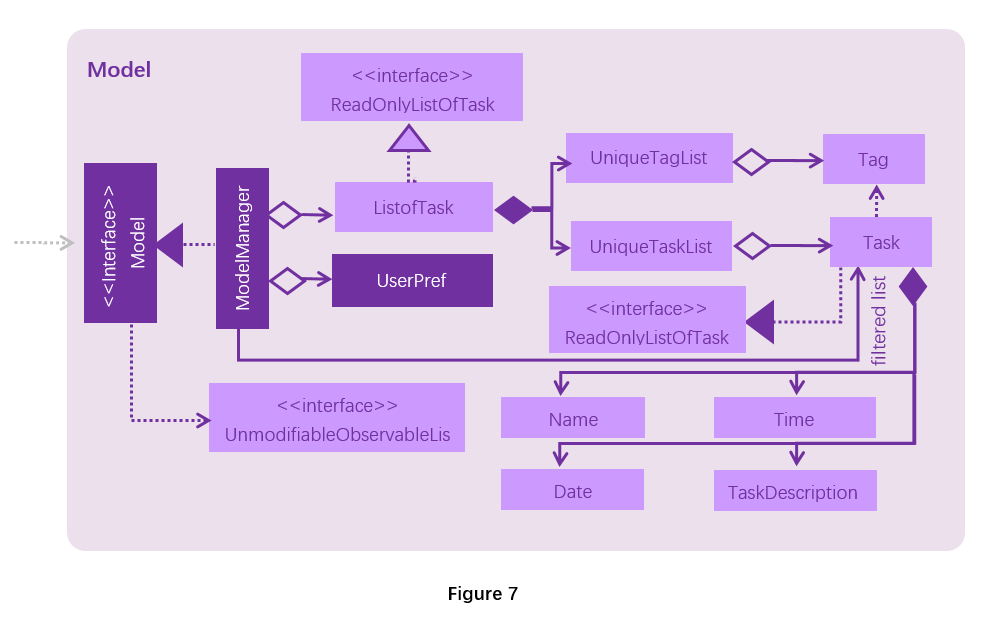 Model
<<interface>>
ReadOnlyListOfTask
<<Interface>>
Model
ModelManager
ListofTask
UserPref
UniqueTagList
Tag
UniqueTaskList
Task
<<interface>>
ReadOnlyListOfTask
filtered list
<<interface>>
UnmodifiableObservableLis
Name
Time
Date
TaskDescription
Figure 7